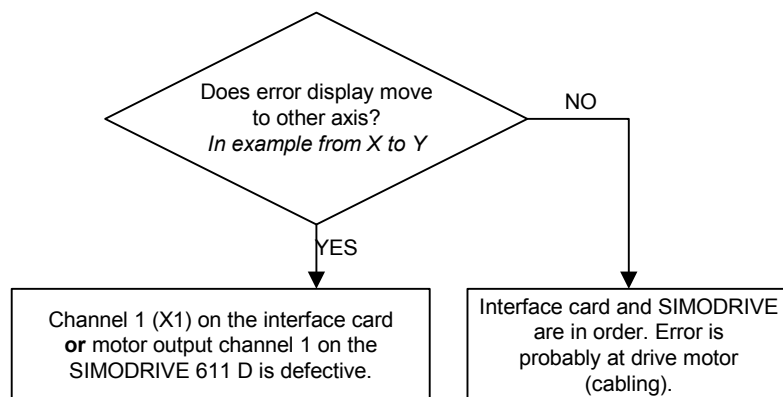 Does error display move
to other axis?
In example from X to Y
NO
YES
Channel 1 (X1) on the interface card
or motor output channel 1 on the
SIMODRIVE 611 D is defective.
Interface card and SIMODRIVE
are in order. Error is
probably at drive motor
(cabling).